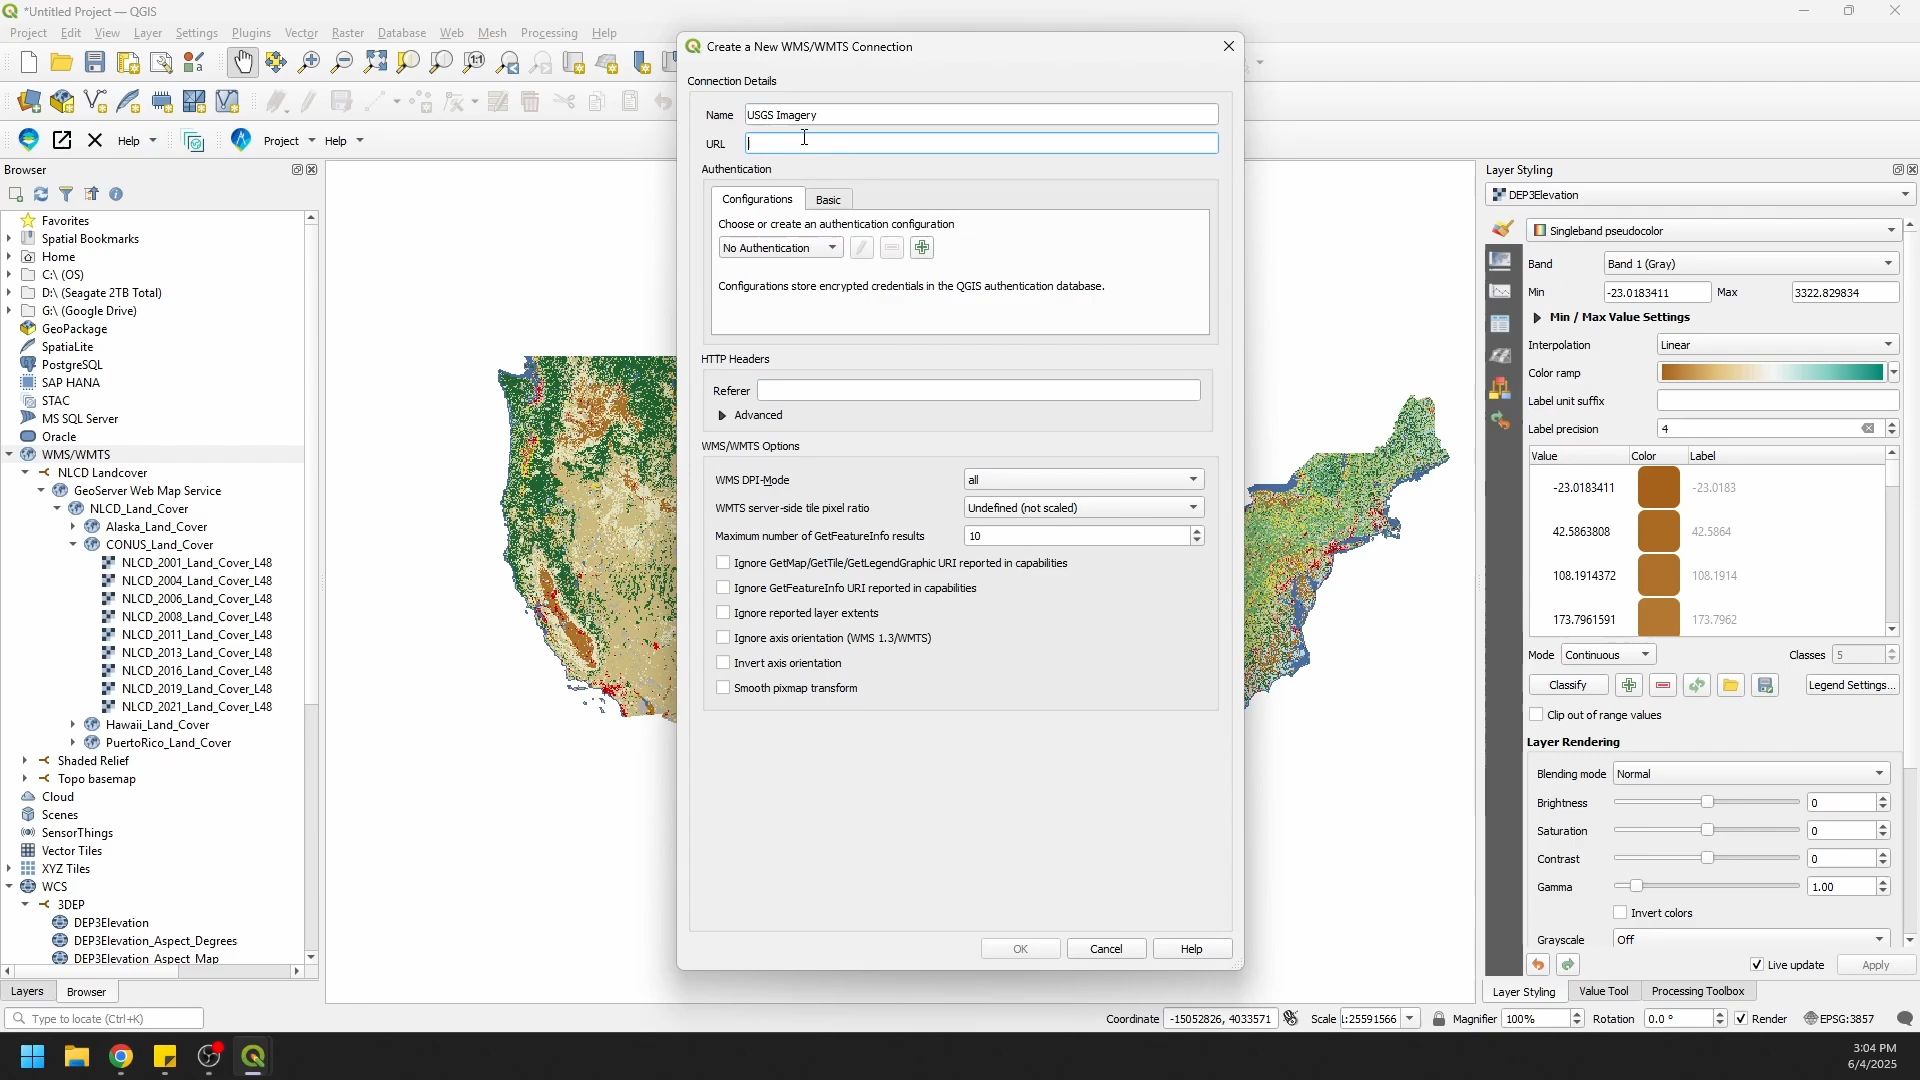 *Untitled Project — QGIS
Project Edit View Layer Settings Plugins Vector Raster Database Web Mesh Processing Help
Help Project Help
Browser
Favorites
Spatial Bookmarks
Home
C:\ (OS)
D:\ (Seagate 2TB Total)
G:\ (Google Drive)
GeoPackage
SpatiaLite
PostgreSQL
SAP HANA
STAC
MS SQL Server
Oracle
WMS/WMTS
NLCD Landcover
GeoServer Web Map Service
NLCD_Land_Cover
Alaska_Land_Cover
CONUS_Land_Cover
NLCD_2001_Land_Cover_L48
NLCD_2004_Land_Cover_L48
NLCD_2006_Land_Cover_L48
NLCD_2008_Land_Cover_L48
NLCD_2011_Land_Cover_L48
NLCD_2013_Land_Cover_L48
NLCD_2016_Land_Cover_L48
NLCD_2019_Land_Cover_L48
NLCD_2021_Land_Cover_L48
Hawaii_Land_Cover
PuertoRico_Land_Cover
Shaded Relief
Topo basemap
Cloud
Scenes
SensorThings
Vector Tiles
XYZ Tiles
WCS
3DEP
DEP3Elevation
DEP3Elevation_Aspect_Degrees
DEP3Elevation_Aspect_Map
Layers Browser
Create a New WMS/WMTS Connection
Connection Details
Name USGS Imagery
URL
Authentication
Configurations Basic
Choose or create an authentication configuration
No Authentication
Configurations store encrypted credentials in the QGIS authentication database.
HTTP Headers
Referer
Advanced
WMS/WMTS Options
WMS DPI-Mode all
WMTS server-side tile pixel ratio Undefined (not scaled)
Maximum number of GetFeatureInfo results 10
Ignore GetMap/GetTile/GetLegendGraphic URI reported in capabilities
Ignore GetFeatureInfo URI reported in capabilities
Ignore reported layer extents
Ignore axis orientation (WMS 1.3/WMTS)
Invert axis orientation
Smooth pixmap transform
OK Cancel Help
Layer Styling
DEP3Elevation
Singleband pseudocolor
Band Band 1 (Gray)
Min -23.0183411 Max 3322.829834
Min / Max Value Settings
Interpolation Linear
Color ramp
Label unit suffix
Label precision 4
Value Color Label
-23.0183411 -23.0183
42.5863808 42.5864
108.1914372 108.1914
173.7961591 173.7962
Mode Continuous Classes 5
Classify Legend Settings...
Clip out of range values
Layer Rendering
Blending mode Normal
Brightness 0
Saturation 0
Contrast 0
Gamma 1.00
Invert colors
Grayscale Off
Live update Apply
Layer Styling Value Tool Processing Toolbox
Type to locate (Ctrl+K) Coordinate -15052826, 4033571 Scale 1:25591566 Magnifier 100% Rotation 0.0 ° Render EPSG:3857
3:04 PM
6/4/2025